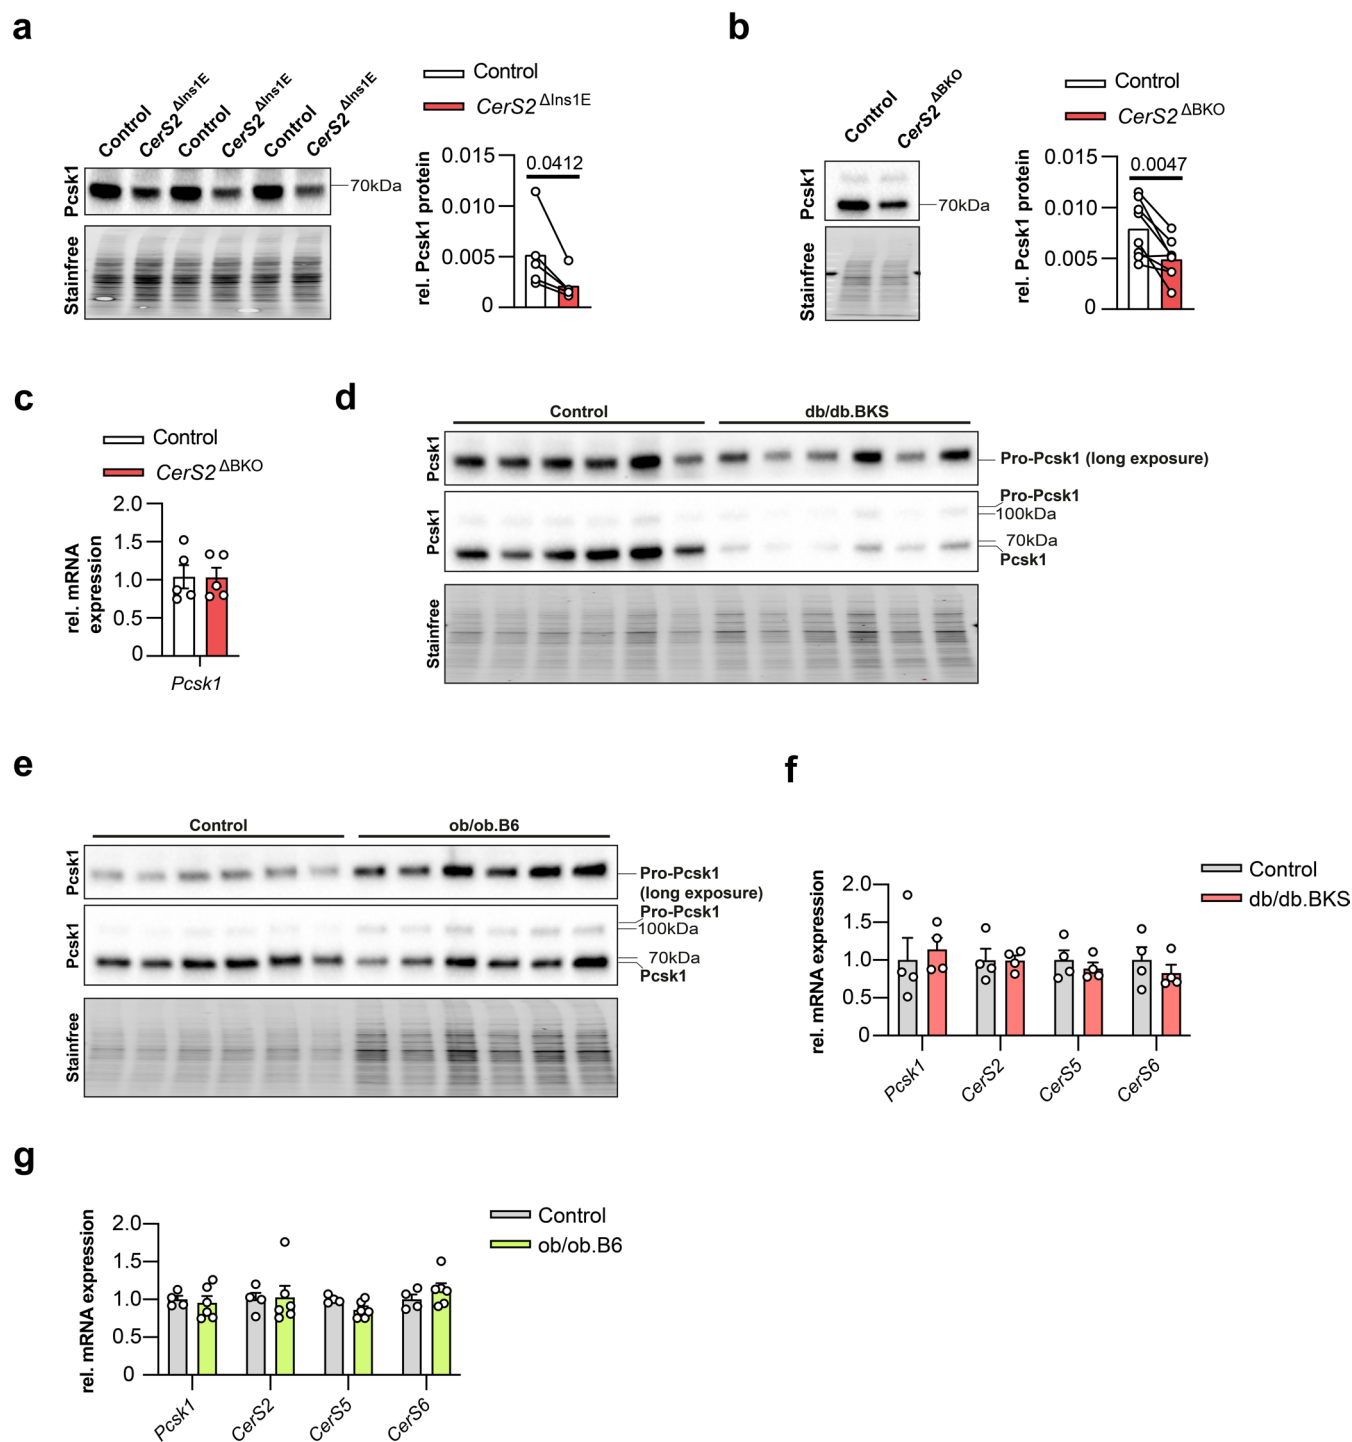 a
Control
CerS2 ΔIns1E
Control
CerS2 ΔIns1E
Control
CerS2 ΔIns1E
Pcsk1
70kDa
Stainfree
Control
CerS2 ΔIns1E
rel. Pcsk1 protein
0.015
0.010
0.005
0
0.0412
b
Control
CerS2 ΔBKO
Pcsk1
70kDa
Stainfree
Control
CerS2 ΔBKO
rel. Pcsk1 protein
0.015
0.010
0.005
0
0.0047
c
Control
CerS2 ΔBKO
rel. mRNA
expression
2.0
1.5
1.0
0.5
0
Pcsk1
d
Control
db/db.BKS
Pcsk1
Pro-Pcsk1 (long exposure)
Pcsk1
Pro-Pcsk1
100kDa
70kDa
Pcsk1
Stainfree
e
Control
ob/ob.B6
Pcsk1
Pro-Pcsk1
(long exposure)
Pcsk1
Pro-Pcsk1
100kDa
70kDa
Pcsk1
Stainfree
f
Control
db/db.BKS
rel. mRNA expression
2.0
1.5
1.0
0.5
0
Pcsk1
CerS2
CerS5
CerS6
g
Control
ob/ob.B6
rel. mRNA expression
2.0
1.5
1.0
0.5
0
Pcsk1
CerS2
CerS5
CerS6